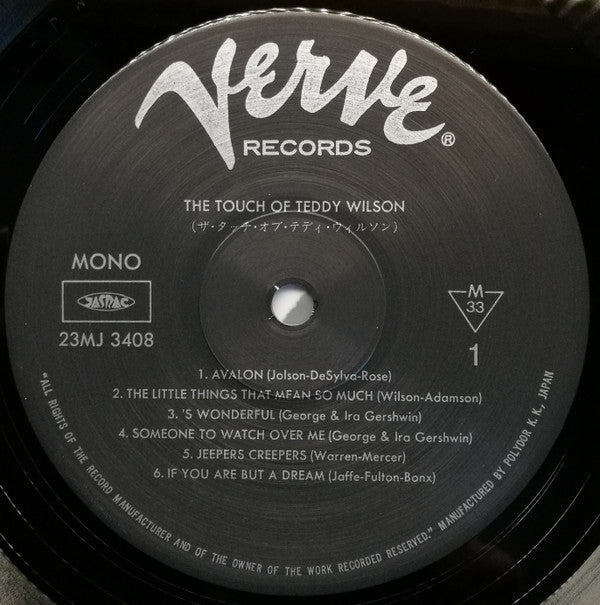 Verve
RECORDS ®
THE TOUCH OF TEDDY WILSON
(ザ・タッチ・オブ・テディ・ウィルソン)
MONO
JASRAC
23MJ 3408
M
33
1
1. AVALON (Jolson-DeSylva-Rose)
2. THE LITTLE THINGS THAT MEAN SO MUCH (Wilson-Adamson)
3. 'S WONDERFUL (George & Ira Gershwin)
4. SOMEONE TO WATCH OVER ME (George & Ira Gershwin)
5. JEEPERS CREEPERS (Warren-Mercer)
6. IF YOU ARE BUT A DREAM (Jaffe-Fulton-Bonx)
"ALL RIGHTS OF THE RECORD MANUFACTURER AND OF THE OWNER OF THE WORK RECORDED RESERVED." MANUFACTURED BY POLYDOR K.K., JAPAN